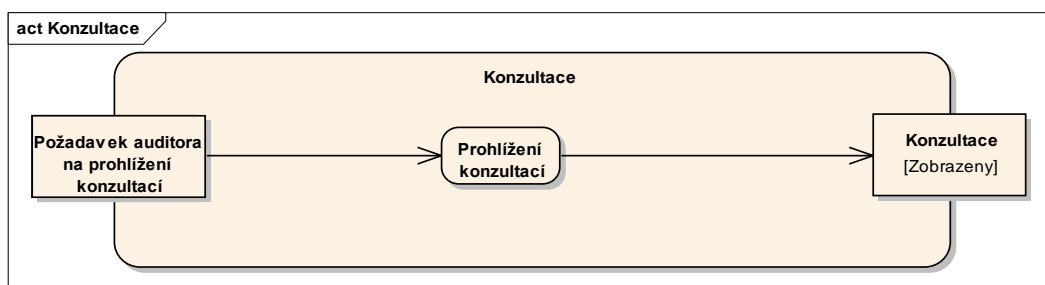 act Konzultace
Konzultace
Požadavek auditora
na prohlížení
konzultací
Prohlížení
konzultací
Konzultace
[Zobrazeny]